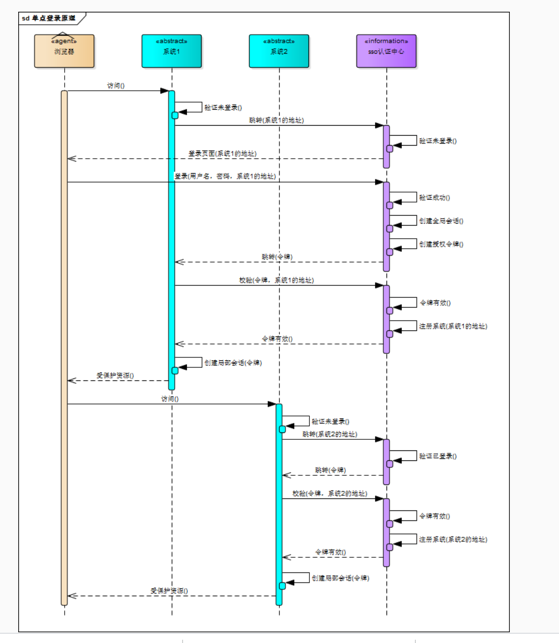 sd 单点登录原理
«agent»
浏览器
«abstract»
系统1
«abstract»
系统2
«information»
sso认证中心
访问()
验证未登录()
跳转(系统1的地址)
验证未登录()
登录页面(系统1的地址)
登录(用户名、密码、系统1的地址)
验证成功()
创建全局会话()
创建授权令牌()
跳转(令牌)
校验(令牌、系统1的地址)
令牌有效()
注册系统(系统1的地址)
令牌有效()
创建局部会话(令牌)
受保护资源()
访问()
验证未登录()
跳转(系统2的地址)
验证已登录()
跳转(令牌)
校验(令牌、系统2的地址)
令牌有效()
注册系统(系统2的地址)
令牌有效()
创建局部会话(令牌)
受保护资源()